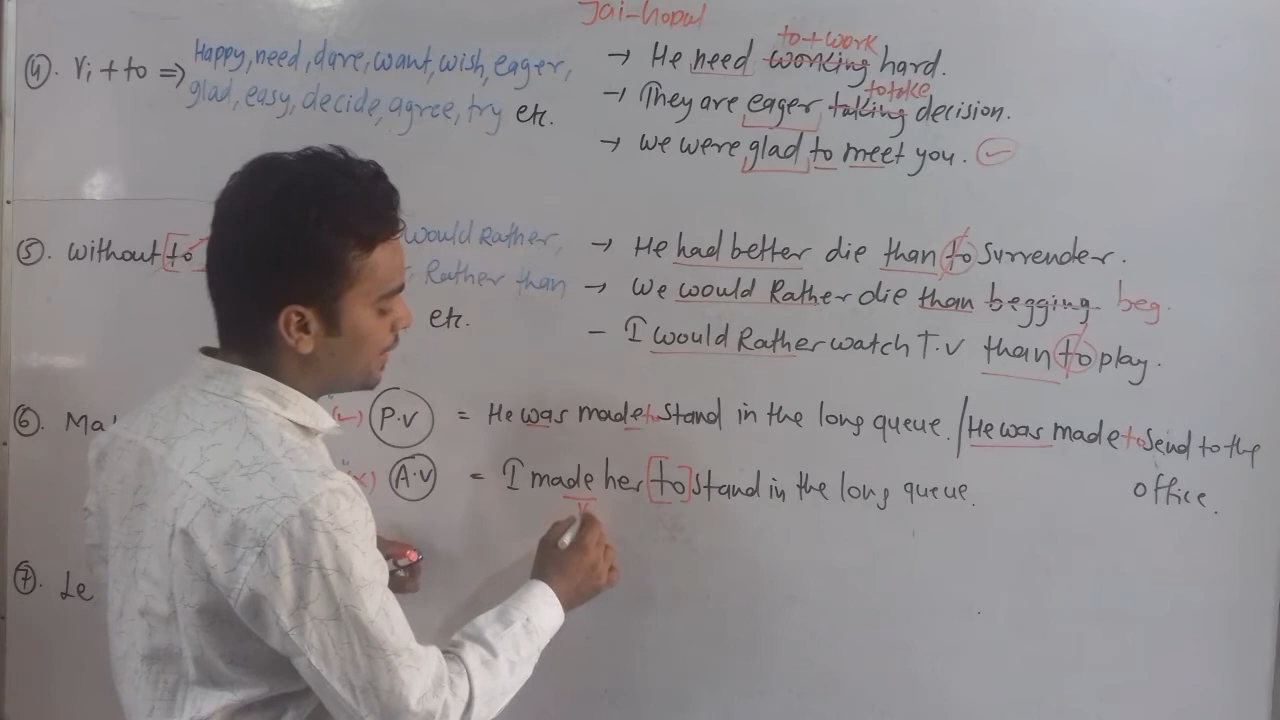 Jai-Gopal
④. V₁ + to ⇒ Happy, need, dare, want, wish, eager,
glad, easy, decide, agree, try etc.
to+work
→ He need working hard.
to take
→ They are eager taking decision.
→ We were glad to meet you. ✓
⑤. Without to would Rather,
Rather than
etc.
→ He had better die than to Surrender.
→ We would Rather die than begging beg.
– I would Rather watch T.V than to play.
⑥. Ma
(✓) P.V = He was made to Stand in the long queue. / He was made to Send to the
office.
(×) A.V = I made her [to] Stand in the long queue.
V
⑦. Le